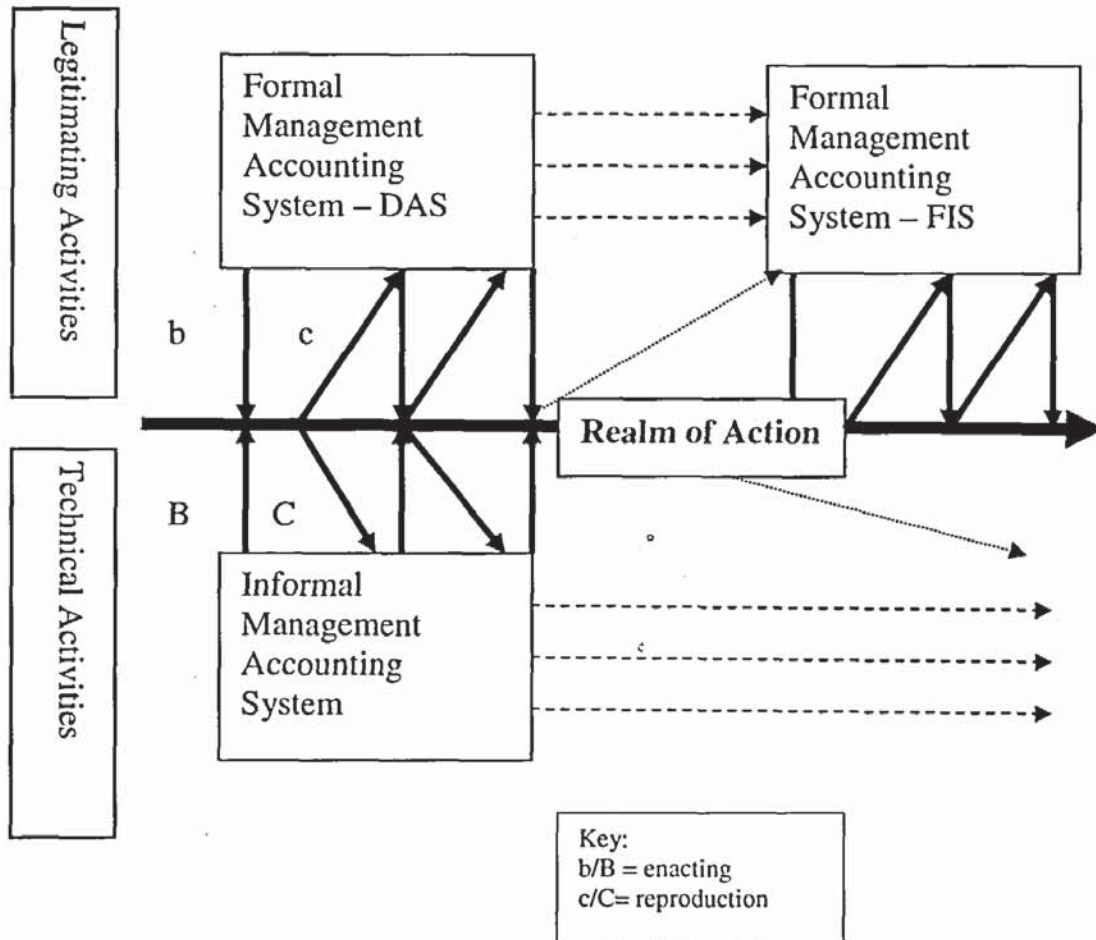 Legitimating Activities
Formal
Management
Accounting
System – DAS
Formal
Management
Accounting
System – FIS
b
c
Realm of Action
Technical Activities
B
C
Informal
Management
Accounting
System
Key:
b/B = enacting
c/C= reproduction